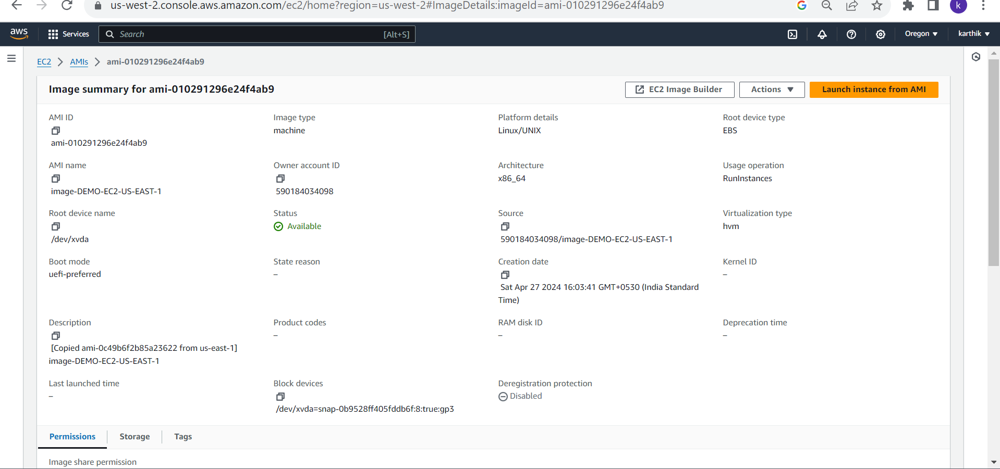 us-west-2.console.aws.amazon.com/ec2/home?region=us-west-2#ImageDetails:imageId=ami-010291296e24f4ab9
k
aws
Services
Search
[Alt+S]
Oregon
karthik
EC2 > AMIs > ami-010291296e24f4ab9
Image summary for ami-010291296e24f4ab9
EC2 Image Builder
Actions
Launch instance from AMI
AMI ID
ami-010291296e24f4ab9
Image type
machine
Platform details
Linux/UNIX
Root device type
EBS
AMI name
image-DEMO-EC2-US-EAST-1
Owner account ID
590184034098
Architecture
x86_64
Usage operation
RunInstances
Root device name
/dev/xvda
Status
Available
Source
590184034098/image-DEMO-EC2-US-EAST-1
Virtualization type
hvm
Boot mode
uefi-preferred
State reason
–
Creation date
Sat Apr 27 2024 16:03:41 GMT+0530 (India Standard
Time)
Kernel ID
–
Description
[Copied ami-0c49b6f2b85a23622 from us-east-1]
image-DEMO-EC2-US-EAST-1
Product codes
–
RAM disk ID
–
Deprecation time
–
Last launched time
–
Block devices
/dev/xvda=snap-0b9528ff405fddb6f:8:true:gp3
Deregistration protection
Disabled
Permissions
Storage
Tags
Image share permission